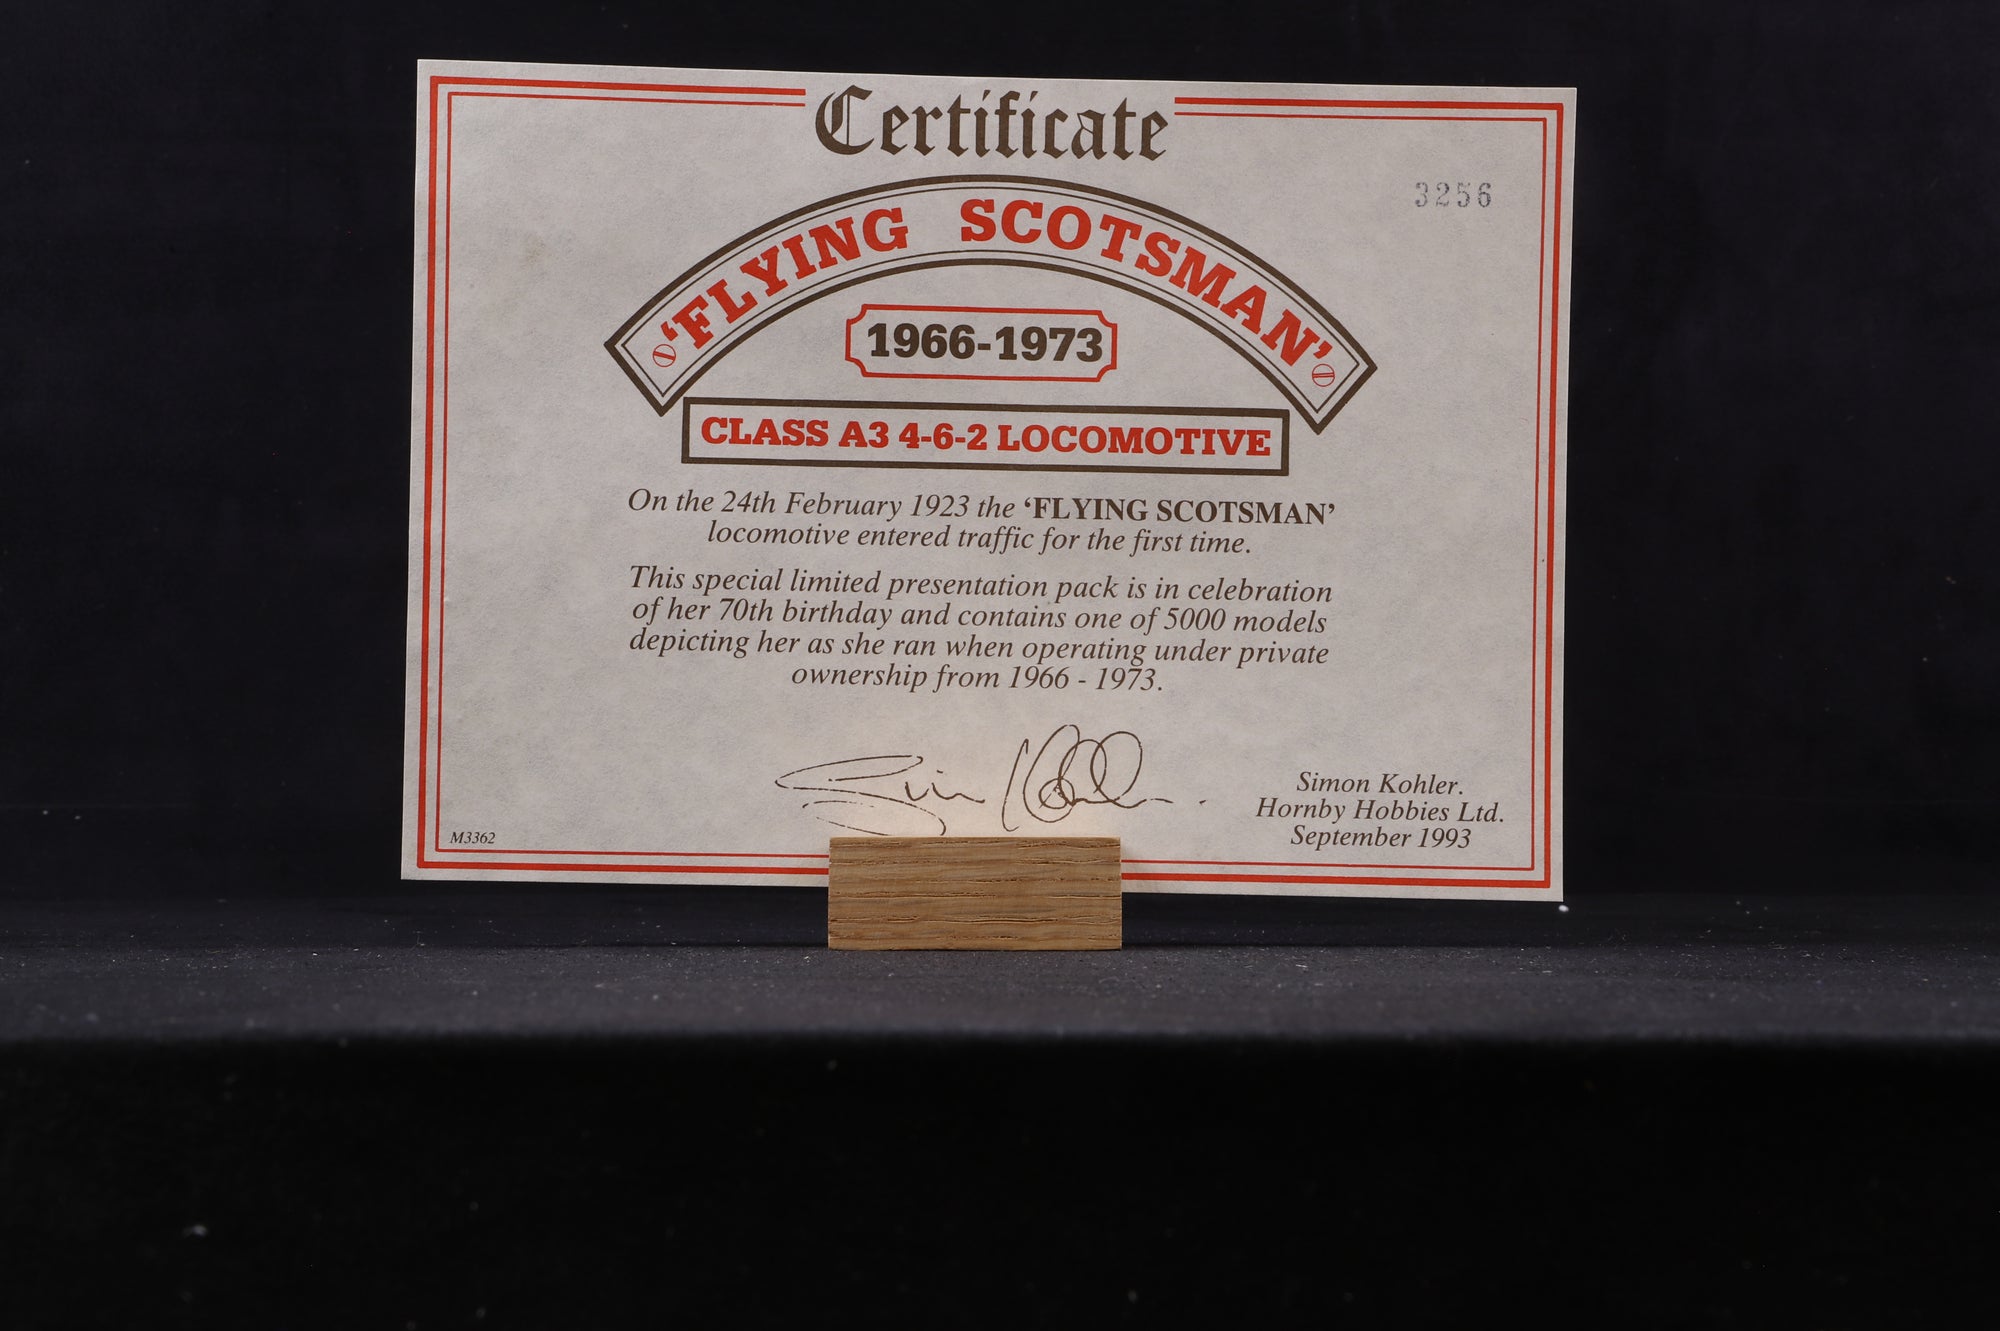 Certificate
3256
'FLYING SCOTSMAN'
1966-1973
CLASS A3 4-6-2 LOCOMOTIVE
On the 24th February 1923 the 'FLYING SCOTSMAN'
locomotive entered traffic for the first time.
This special limited presentation pack is in celebration
of her 70th birthday and contains one of 5000 models
depicting her as she ran when operating under private
ownership from 1966 - 1973.
Simon Kohler.
Hornby Hobbies Ltd.
September 1993
M3362